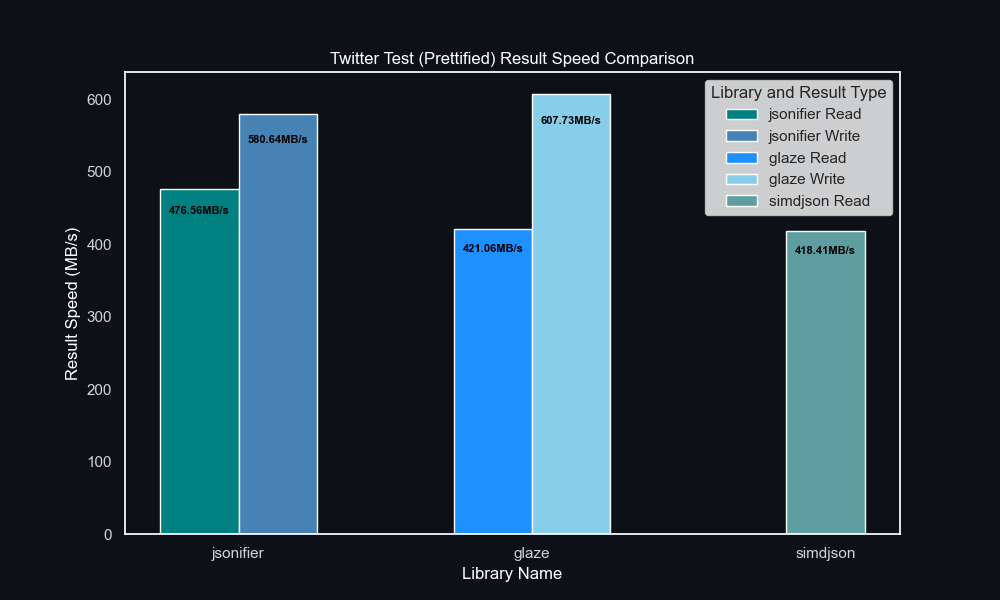 Twitter Test (Prettified) Result Speed Comparison
Result Speed (MB/s)
600
500
400
300
200
100
0
476.56MB/s
580.64MB/s
421.06MB/s
607.73MB/s
418.41MB/s
Library and Result Type
jsonifier Read
jsonifier Write
glaze Read
glaze Write
simdjson Read
jsonifier
glaze
simdjson
Library Name